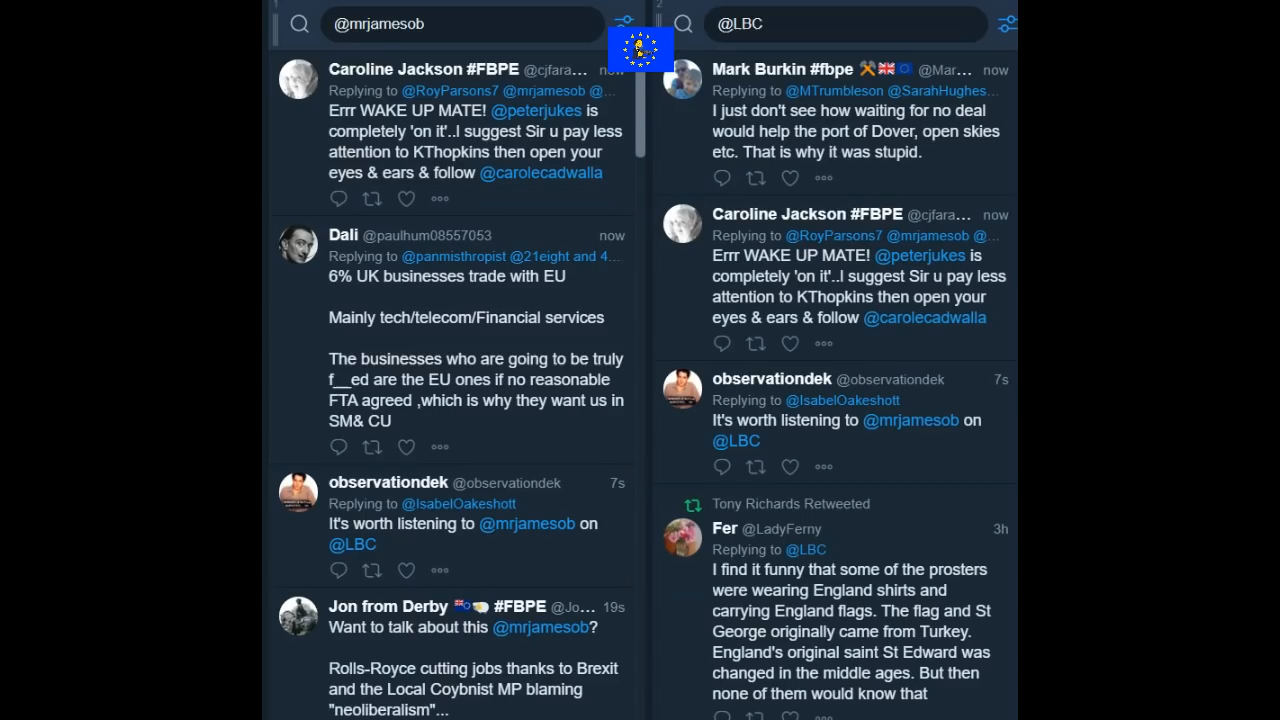 1
@mrjamesob
Caroline Jackson #FBPE @cjfara... now
Replying to @RoyParsons7 @mrjamesob @...
Errr WAKE UP MATE! @peterjukes is
completely 'on it'..I suggest Sir u pay less
attention to KThopkins then open your
eyes & ears & follow @carolecadwalla
Dali @paulhum08557053 now
Replying to @panmisthropist @21eight and 4...
6% UK businesses trade with EU
Mainly tech/telecom/Financial services
The businesses who are going to be truly
f__ed are the EU ones if no reasonable
FTA agreed ,which is why they want us in
SM& CU
observationdek @observationdek 7s
Replying to @IsabelOakeshott
It's worth listening to @mrjamesob on
@LBC
Jon from Derby #FBPE @Jo... 19s
Want to talk about this @mrjamesob?
Rolls-Royce cutting jobs thanks to Brexit
and the Local Coybnist MP blaming
"neoliberalism"...
2
@LBC
Mark Burkin #fbpe @Mar... now
Replying to @MTrumbleson @SarahHughes...
I just don't see how waiting for no deal
would help the port of Dover, open skies
etc. That is why it was stupid.
Caroline Jackson #FBPE @cjfara... now
Replying to @RoyParsons7 @mrjamesob @...
Errr WAKE UP MATE! @peterjukes is
completely 'on it'..I suggest Sir u pay less
attention to KThopkins then open your
eyes & ears & follow @carolecadwalla
observationdek @observationdek 7s
Replying to @IsabelOakeshott
It's worth listening to @mrjamesob on
@LBC
Tony Richards Retweeted
Fer @LadyFerny 3h
Replying to @LBC
I find it funny that some of the prosters
were wearing England shirts and
carrying England flags. The flag and St
George originally came from Turkey.
England's original saint St Edward was
changed in the middle ages. But then
none of them would know that